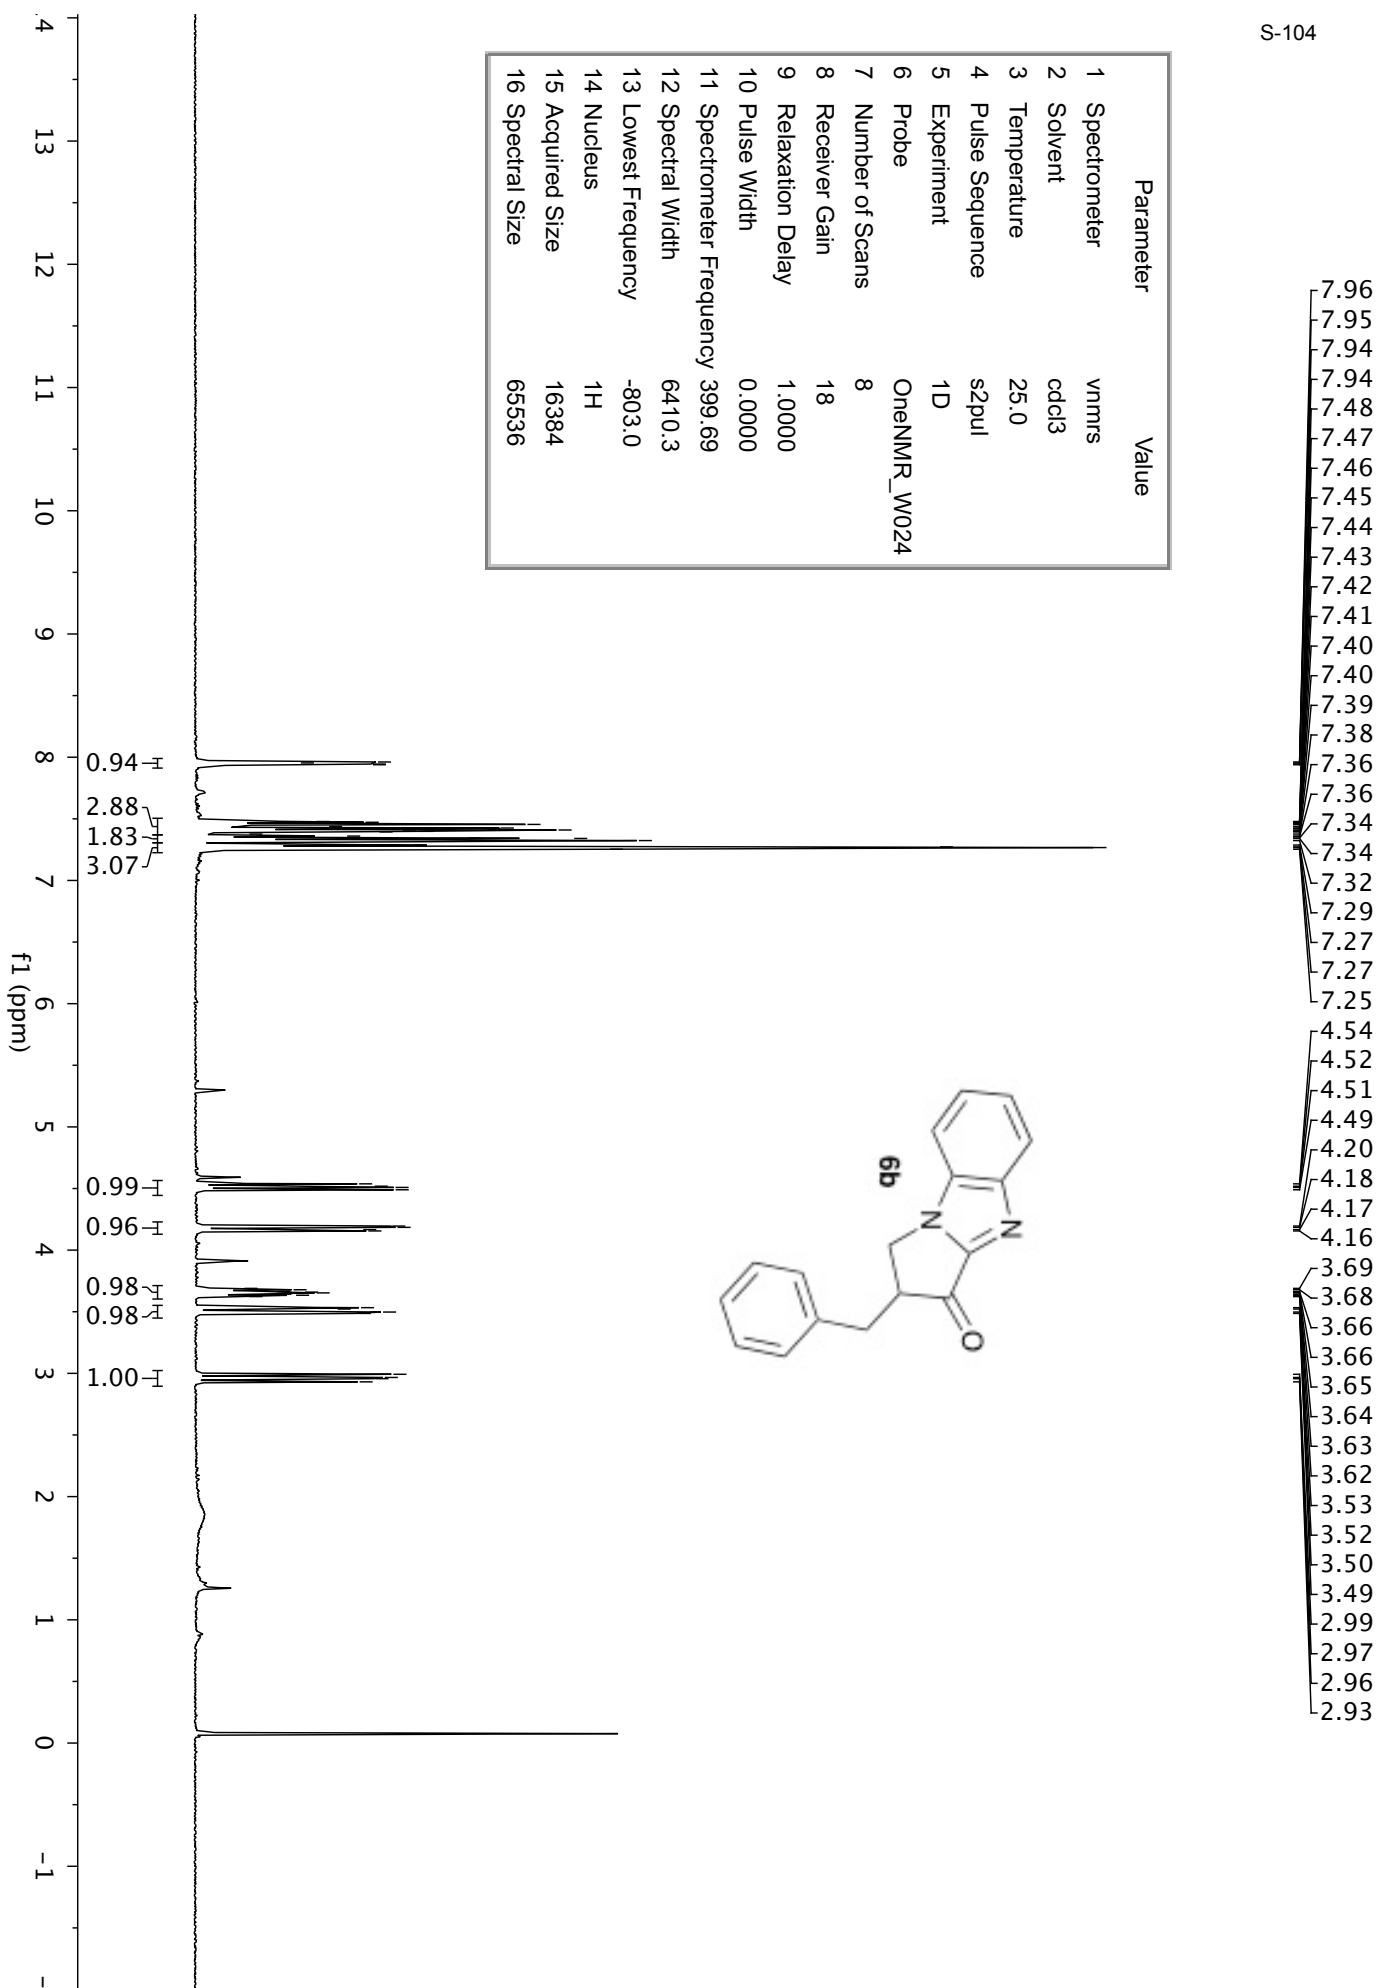 S-104
7.96
7.95
7.94
7.94
7.48
7.47
7.46
7.45
7.44
7.43
7.42
7.41
7.40
7.40
7.39
7.38
7.36
7.36
7.34
7.34
7.32
7.29
7.27
7.27
7.25
4.54
4.52
4.51
4.49
4.20
4.18
4.17
4.16
3.69
3.68
3.66
3.66
3.65
3.64
3.63
3.62
3.53
3.52
3.50
3.49
2.99
2.97
2.96
2.93
Parameter Value
1 Spectrometer vnmrs
2 Solvent cdcl3
3 Temperature 25.0
4 Pulse Sequence s2pul
5 Experiment 1D
6 Probe OneNMR_W024
7 Number of Scans 8
8 Receiver Gain 18
9 Relaxation Delay 1.0000
10 Pulse Width 0.0000
11 Spectrometer Frequency 399.69
12 Spectral Width 6410.3
13 Lowest Frequency -803.0
14 Nucleus 1H
15 Acquired Size 16384
16 Spectral Size 65536
N
N
O
6b
0.94
2.88
1.83
3.07
0.99
0.96
0.98
0.98
1.00
4 13 12 11 10 9 8 7 6 5 4 3 2 1 0 -1 -
f1 (ppm)